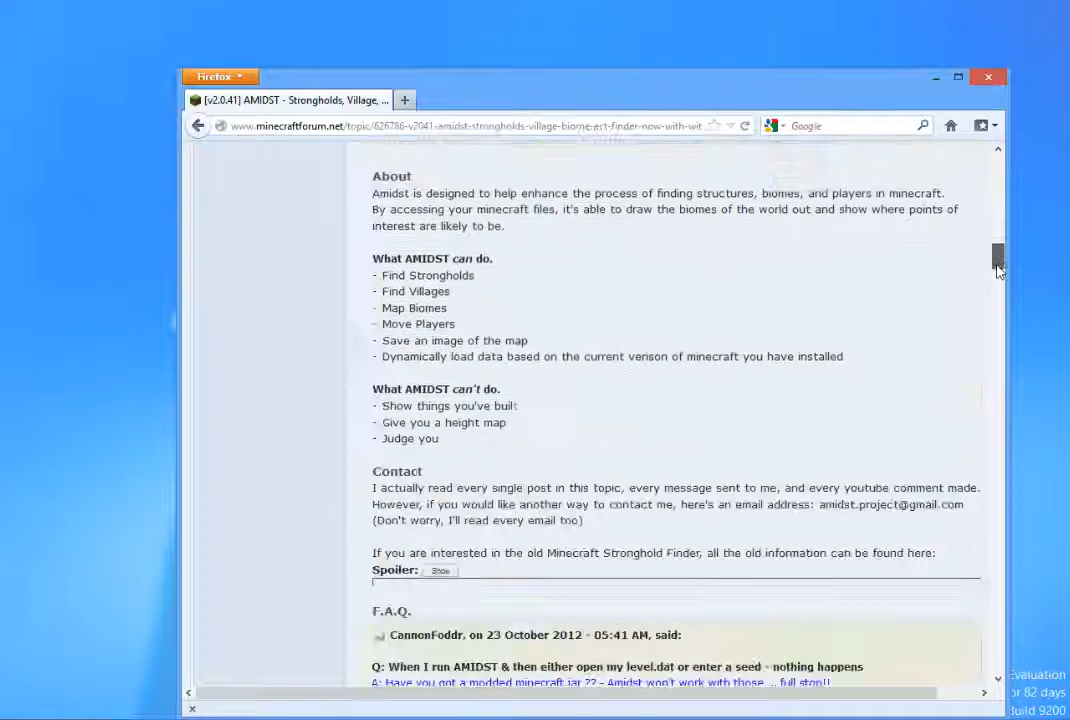 Firefox
[v2.0.41] AMIDST - Strongholds, Village, ...
www.minecraftforum.net/topic/626786-v2041-amidst-strongholds-village-biome-ect-finder-now-with-wit
Google
About
Amidst is designed to help enhance the process of finding structures, biomes, and players in minecraft.
By accessing your minecraft files, it's able to draw the biomes of the world out and show where points of
interest are likely to be.
What AMIDST can do.
- Find Strongholds
- Find Villages
- Map Biomes
- Move Players
- Save an image of the map
- Dynamically load data based on the current verison of minecraft you have installed
What AMIDST can't do.
- Show things you've built
- Give you a height map
- Judge you
Contact
I actually read every single post in this topic, every message sent to me, and every youtube comment made.
However, if you would like another way to contact me, here's an email address: amidst.project@gmail.com
(Don't worry, I'll read every email too)
If you are interested in the old Minecraft Stronghold Finder, all the old information can be found here:
Spoiler: Show
F.A.Q.
CannonFoddr, on 23 October 2012 - 05:41 AM, said:
Q: When I run AMIDST & then either open my level.dat or enter a seed - nothing happens
A: Have you got a modded minecraft.jar ?? - Amidst won't work with those ... full stop!!
Evaluation
or 82 days
Build 9200